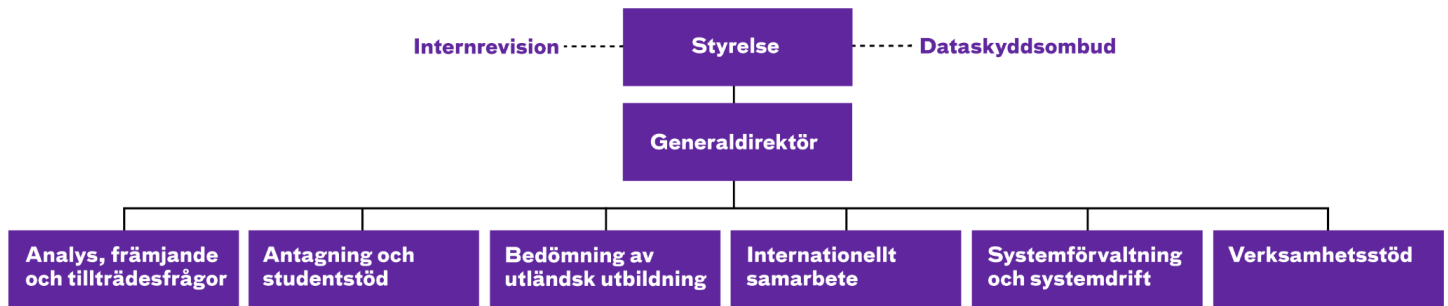 Internrevision
Styrelse
Dataskyddsombud
Generaldirektör
Analys, främjande
och tillträdesfrågor
Antagning och
studentstöd
Bedömning av
utländsk utbildning
Internationellt
samarbete
Systemförvaltning
och systemdrift
Verksamhetsstöd